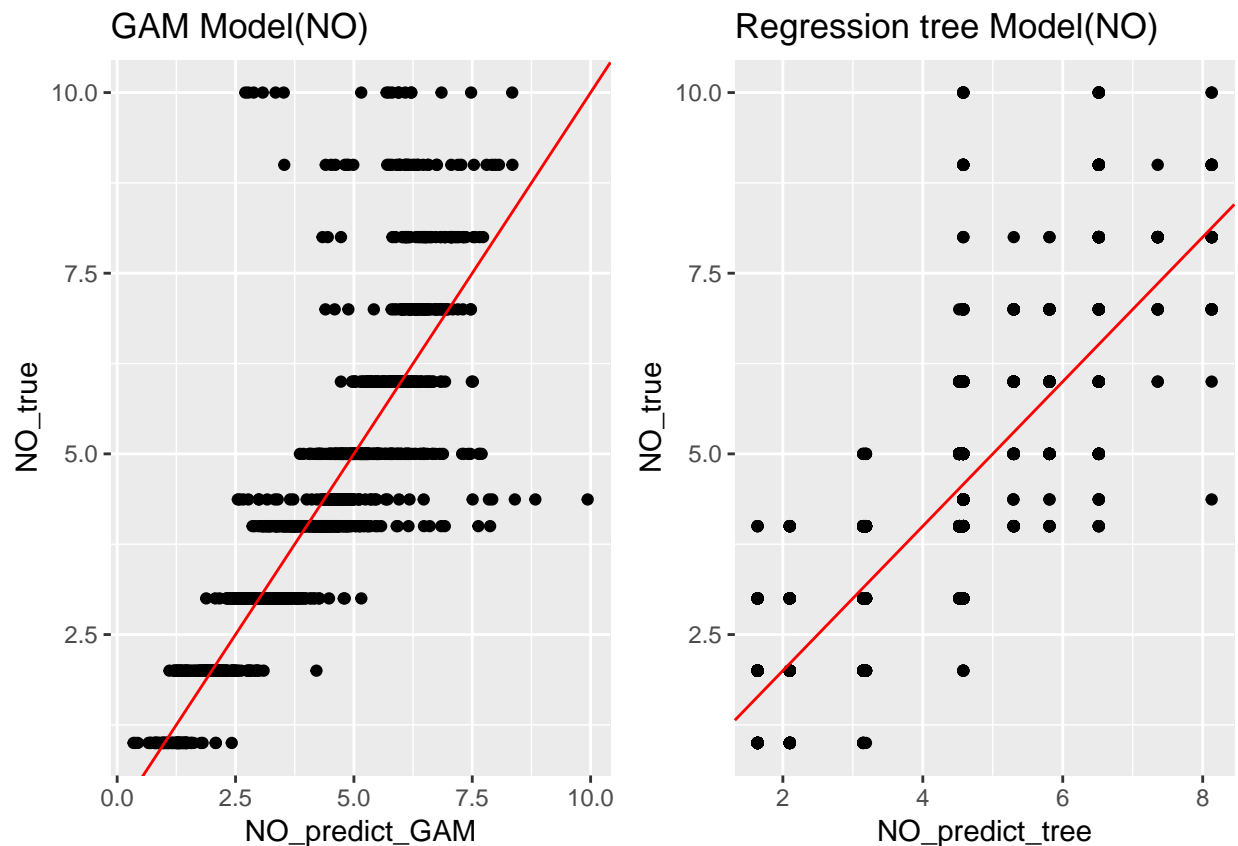 GAM Model(NO)
10.0
7.5
5.0
2.5
NO_true
0.0 2.5 5.0 7.5 10.0
NO_predict_GAM
Regression tree Model(NO)
10.0
7.5
5.0
2.5
NO_true
2 4 6 8
NO_predict_tree